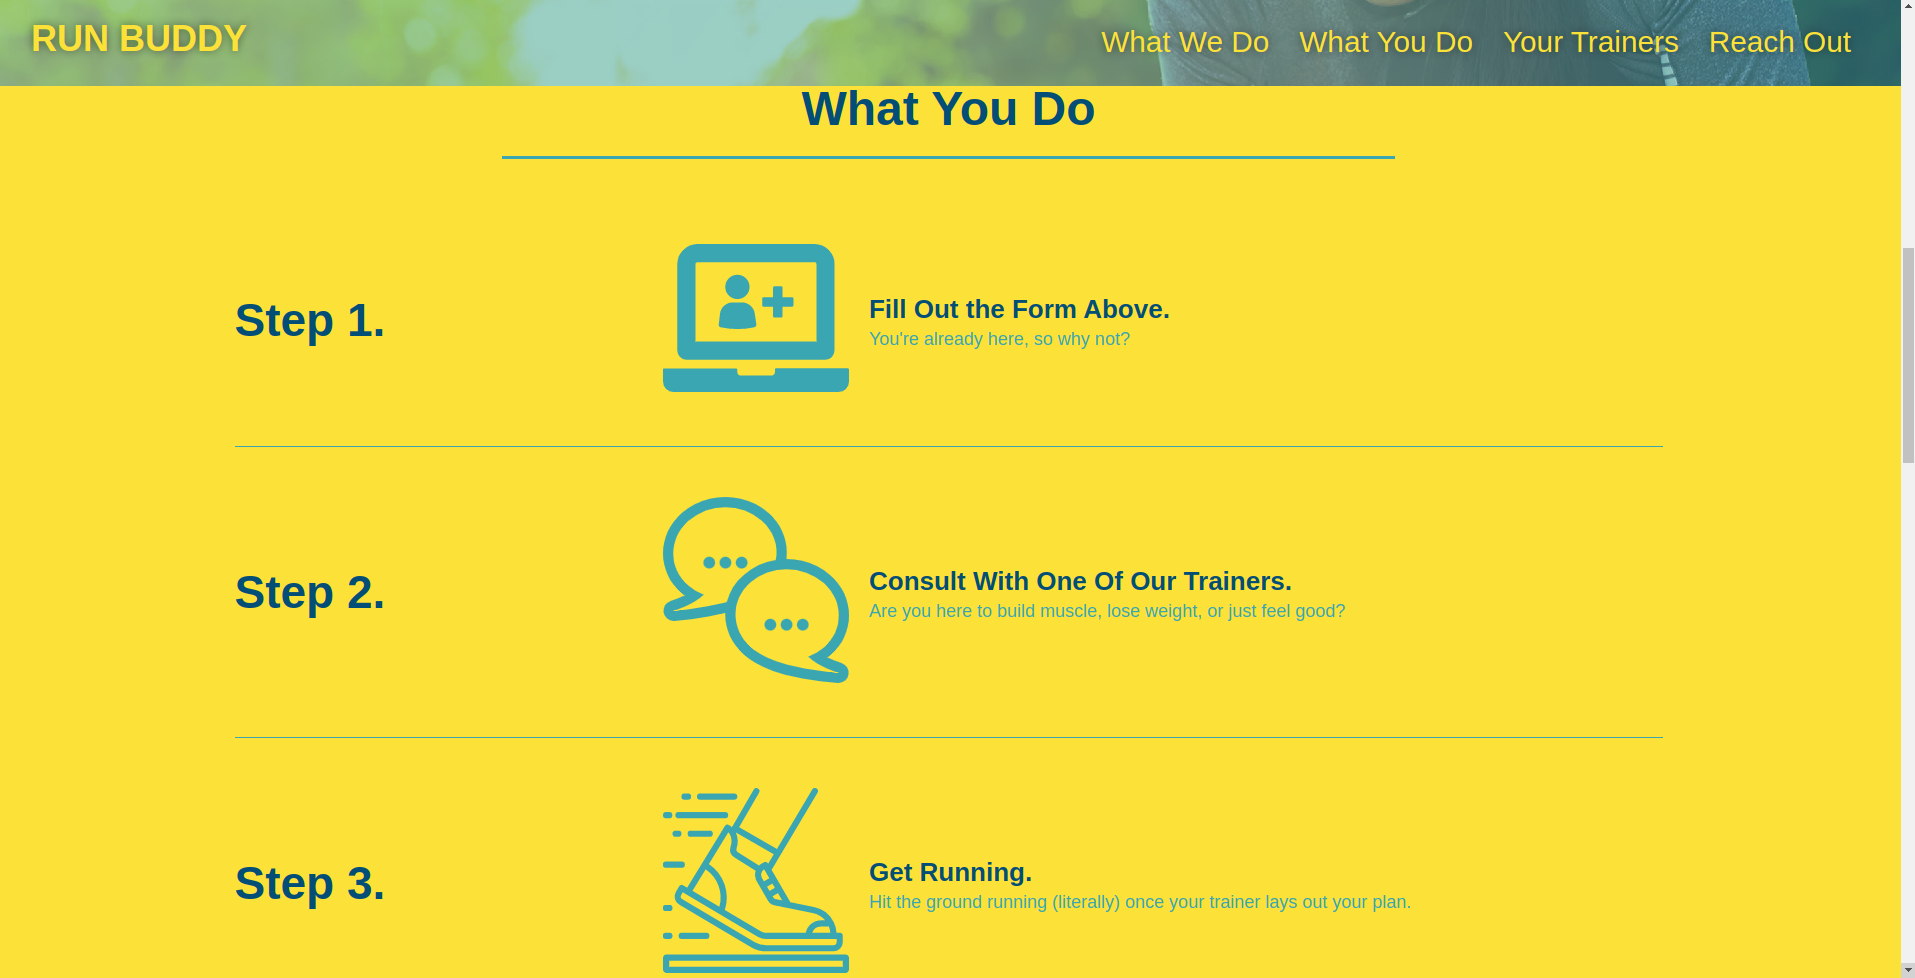 RUN BUDDY
What We Do What You Do Your Trainers Reach Out
What You Do
Step 1.
Fill Out the Form Above.
You're already here, so why not?
Step 2.
Consult With One Of Our Trainers.
Are you here to build muscle, lose weight, or just feel good?
Step 3.
Get Running.
Hit the ground running (literally) once your trainer lays out your plan.